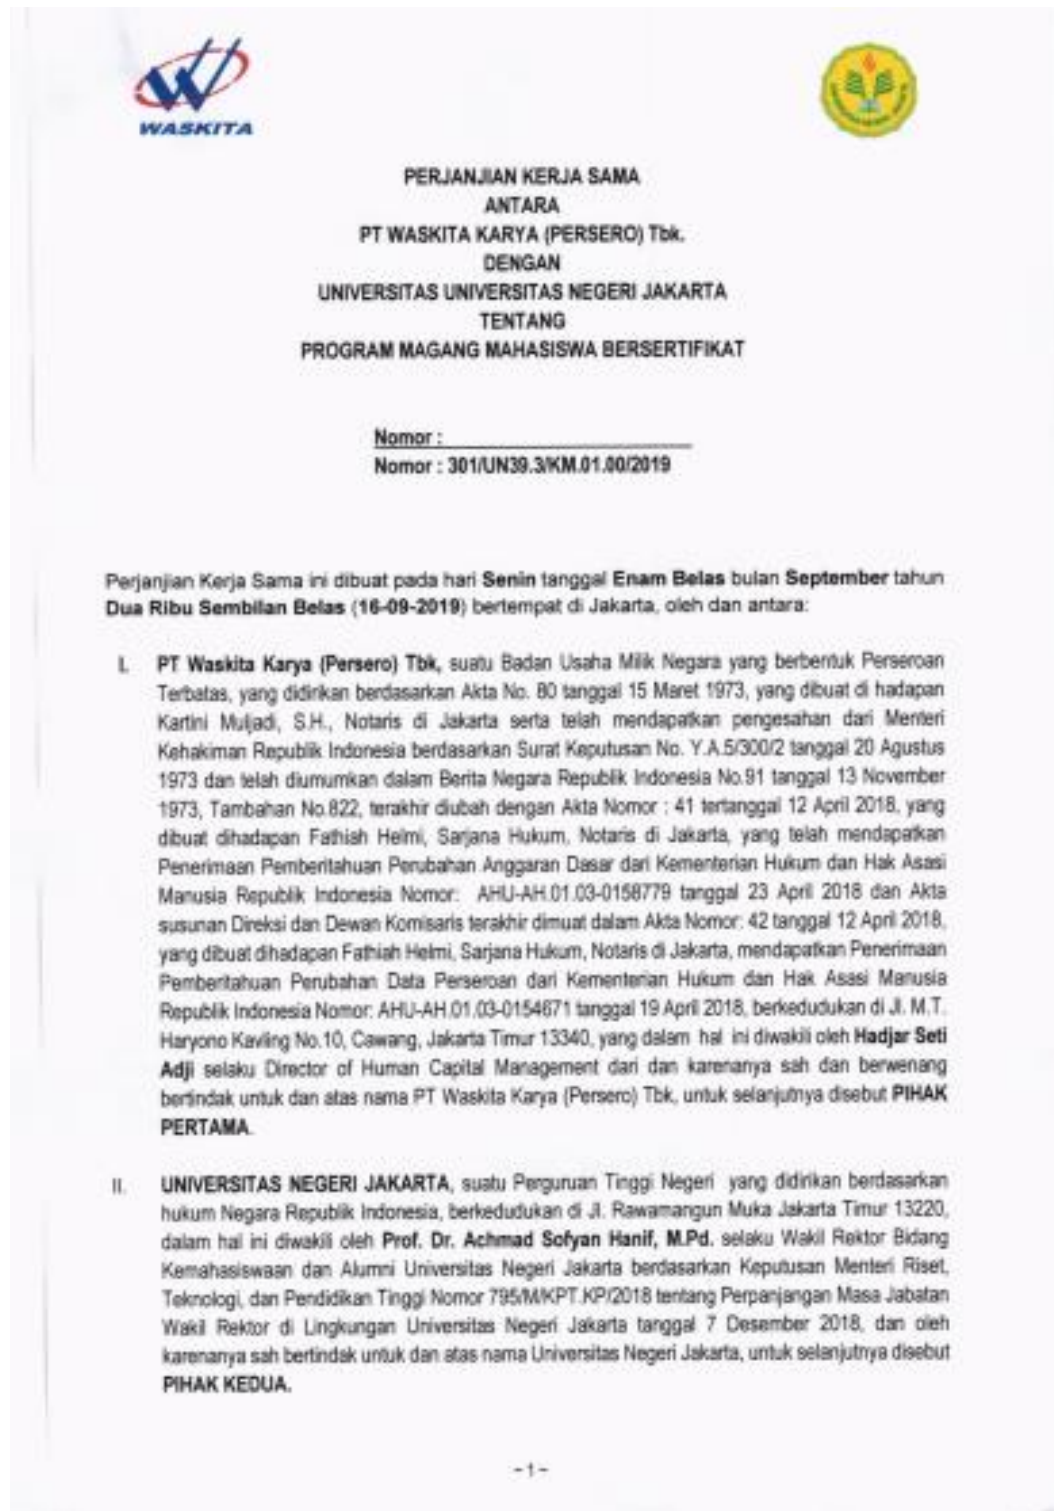 WASKITA
PERJANJIAN KERJA SAMA
ANTARA
PT WASKITA KARYA (PERSERO) Tbk.
DENGAN
UNIVERSITAS UNIVERSITAS NEGERI JAKARTA
TENTANG
PROGRAM MAGANG MAHASISWA BERSERTIFIKAT
Nomor :
Nomor : 301/UN39.3/KM.01.00/2019
Perjanjian Kerja Sama ini dibuat pada hari Senin tanggal Enam Belas bulan September tahun
Dua Ribu Sembilan Belas (16-09-2019) bertempat di Jakarta, oleh dan antara:
I. PT Waskita Karya (Persero) Tbk, suatu Badan Usaha Milik Negara yang berbentuk Perseroan
Terbatas, yang didirikan berdasarkan Akta No. 80 tanggal 15 Maret 1973, yang dibuat di hadapan
Kartini Muljadi, S.H., Notaris di Jakarta serta telah mendapatkan pengesahan dari Menteri
Kehakiman Republik Indonesia berdasarkan Surat Keputusan No. Y.A.5/300/2 tanggal 20 Agustus
1973 dan telah diumumkan dalam Berita Negara Republik Indonesia No.91 tanggal 13 November
1973, Tambahan No.822, terakhir diubah dengan Akta Nomor : 41 tertanggal 12 April 2018, yang
dibuat dihadapan Fathiah Helmi, Sarjana Hukum, Notaris di Jakarta, yang telah mendapatkan
Penerimaan Pemberitahuan Perubahan Anggaran Dasar dari Kementerian Hukum dan Hak Asasi
Manusia Republik Indonesia Nomor: AHU-AH.01.03-0158779 tanggal 23 April 2018 dan Akta
susunan Direksi dan Dewan Komisaris terakhir dimuat dalam Akta Nomor: 42 tanggal 12 April 2018,
yang dibuat dihadapan Fathiah Helmi, Sarjana Hukum, Notaris di Jakarta, mendapatkan Penerimaan
Pemberitahuan Perubahan Data Perseroan dari Kementerian Hukum dan Hak Asasi Manusia
Republik Indonesia Nomor: AHU-AH.01.03-0154671 tanggal 19 April 2018, berkedudukan di Jl. M.T.
Haryono Kavling No.10, Cawang, Jakarta Timur 13340, yang dalam hal ini diwakili oleh Hadjar Seti
Adji selaku Director of Human Capital Management dari dan karenanya sah dan berwenang
bertindak untuk dan atas nama PT Waskita Karya (Persero) Tbk, untuk selanjutnya disebut PIHAK
PERTAMA.
II. UNIVERSITAS NEGERI JAKARTA, suatu Perguruan Tinggi Negeri yang didirikan berdasarkan
hukum Negara Republik Indonesia, berkedudukan di Jl. Rawamangun Muka Jakarta Timur 13220,
dalam hal ini diwakili oleh Prof. Dr. Achmad Sofyan Hanif, M.Pd. selaku Wakil Rektor Bidang
Kemahasiswaan dan Alumni Universitas Negeri Jakarta berdasarkan Keputusan Menteri Riset,
Teknologi, dan Pendidikan Tinggi Nomor 795/M/KPT.KP/2018 tentang Perpanjangan Masa Jabatan
Wakil Rektor di Lingkungan Universitas Negeri Jakarta tanggal 7 Desember 2018, dan oleh
karenanya sah bertindak untuk dan atas nama Universitas Negeri Jakarta, untuk selanjutnya disebut
PIHAK KEDUA.
- 1 -